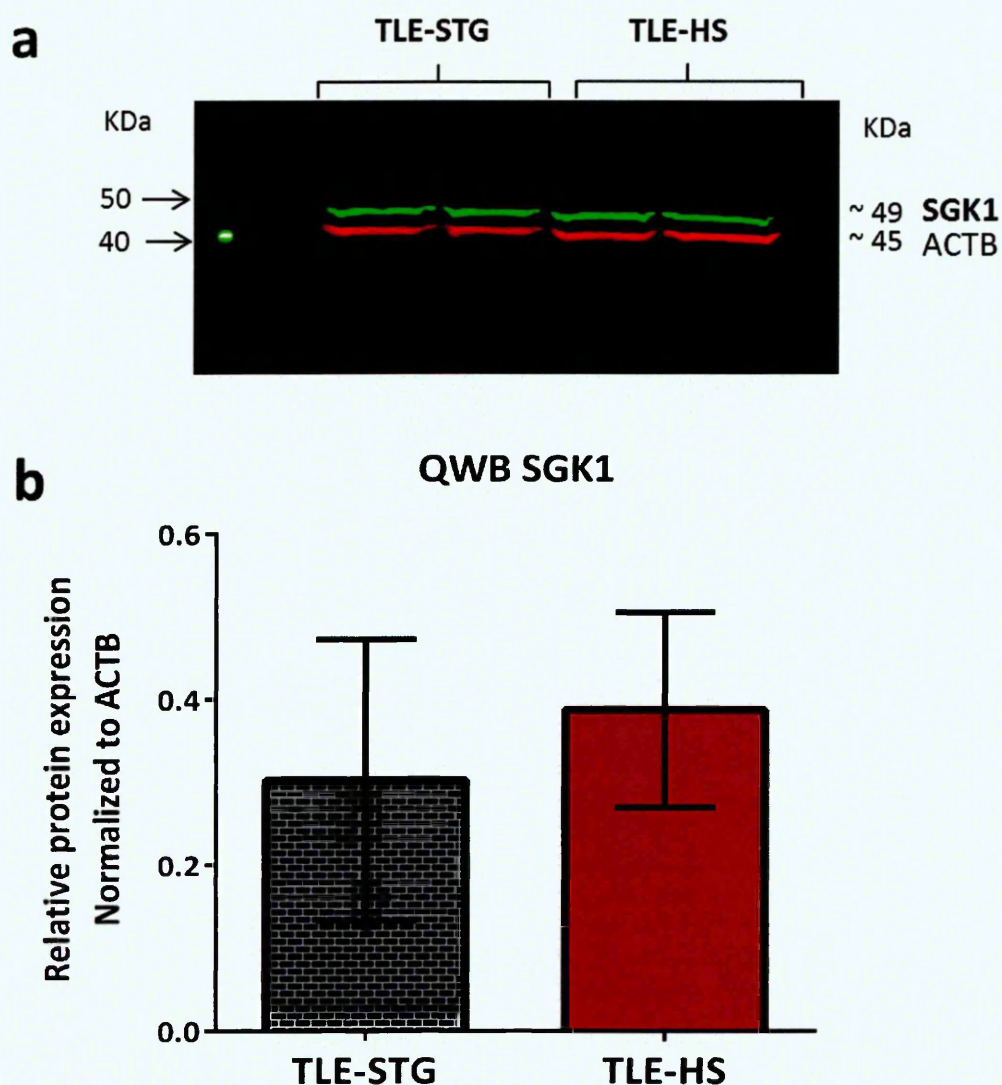 a
TLE-STG TLE-HS
KDa KDa
50
40
~ 49 SGK1
~ 45 ACTB
b
QWB SGK1
Relative protein expression
Normalized to ACTB
0.6
0.4
0.2
0.0
TLE-STG TLE-HS